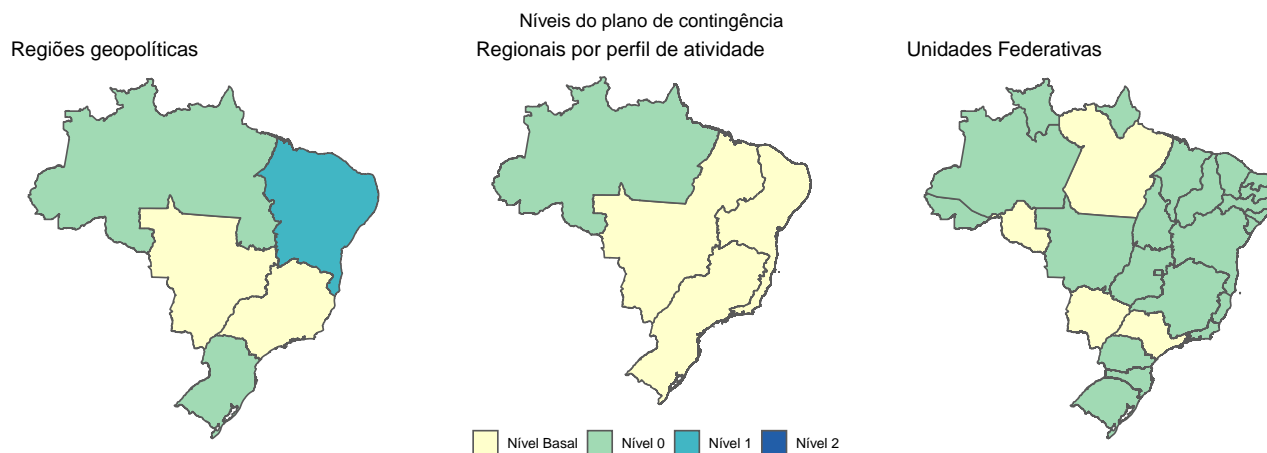 Níveis do plano de contingência
Regiões geopolíticas
Regionais por perfil de atividade
Unidades Federativas
Nível Basal
Nível 0
Nível 1
Nível 2